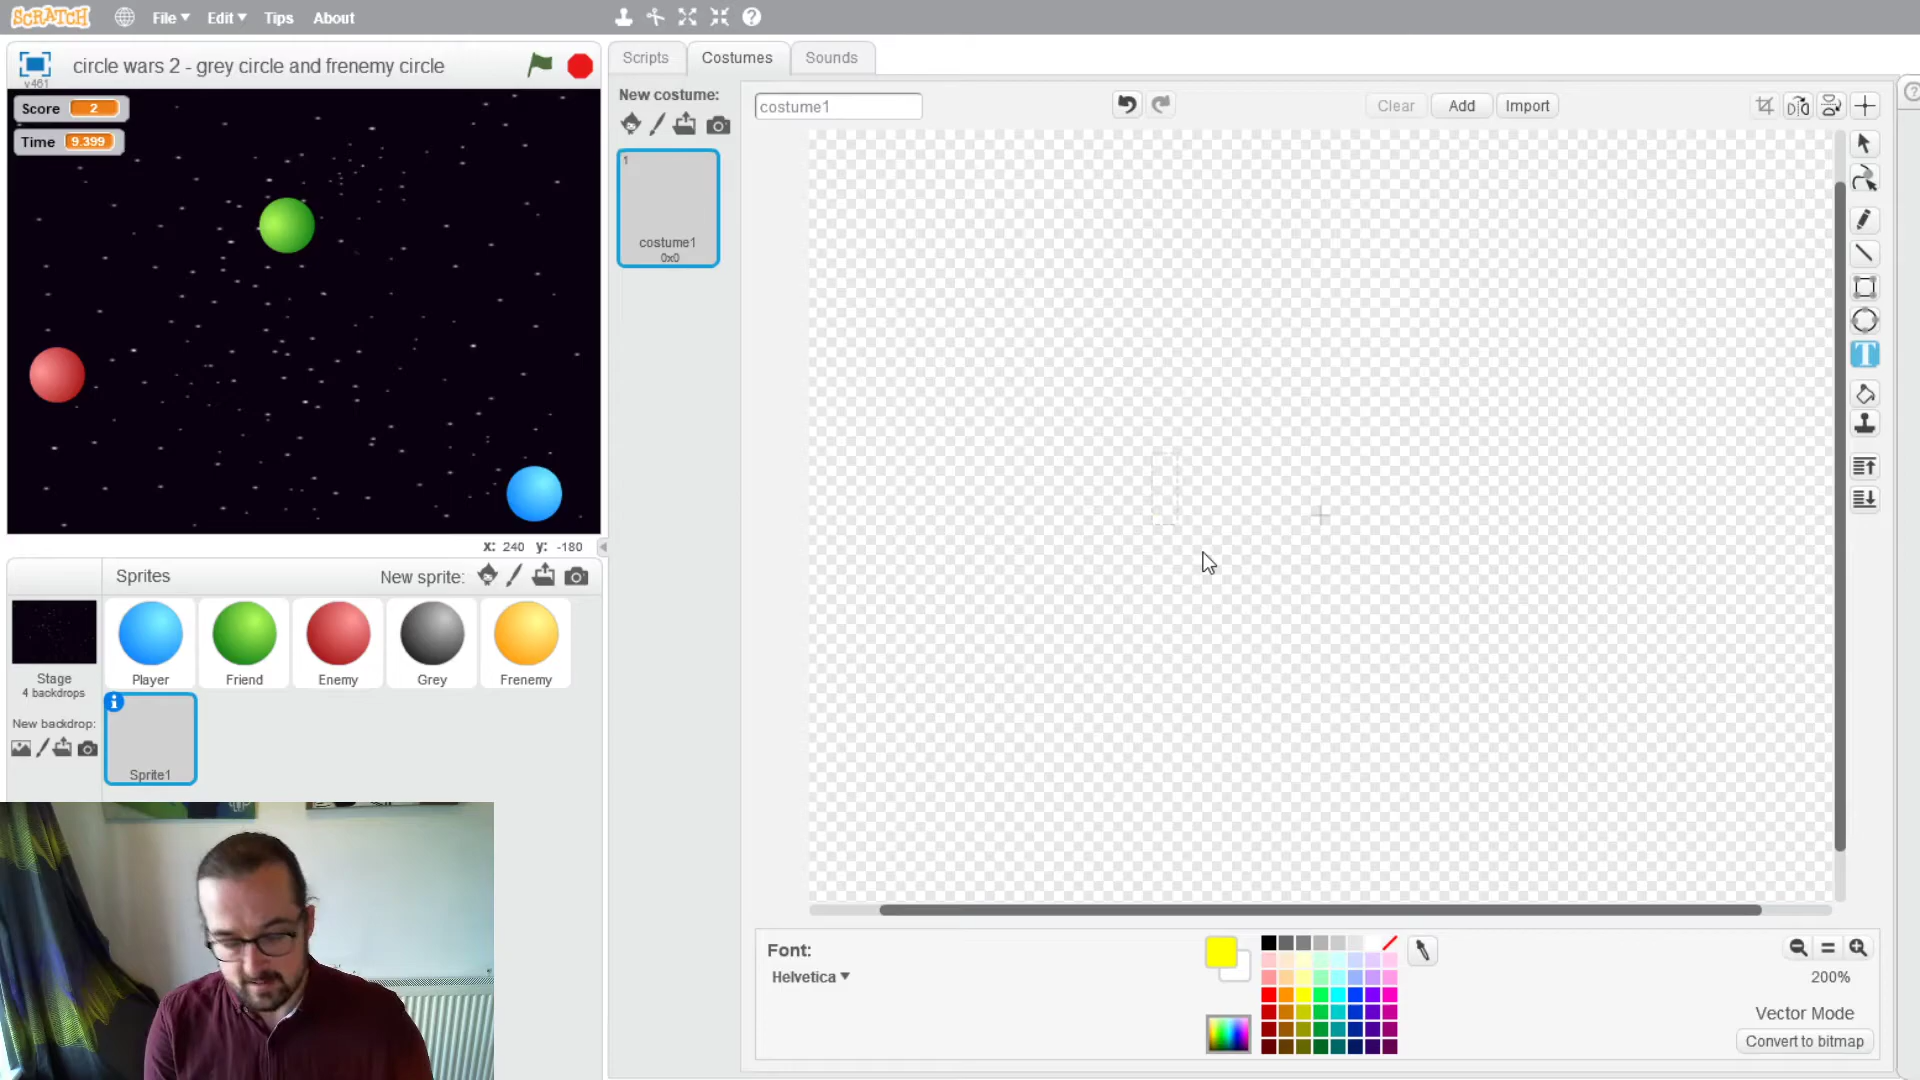 SCRATCH File Edit Tips About
circle wars 2 - grey circle and frenemy circle
v461
Score 2
Time 9.399
x: 240 y: -180
Sprites New sprite:
Stage
4 backdrops
New backdrop:
Player
Friend
Enemy
Grey
Frenemy
Sprite1
Scripts Costumes Sounds
New costume:
1
costume1
0x0
costume1
Clear Add Import
T
Font:
Helvetica
200%
Vector Mode
Convert to bitmap